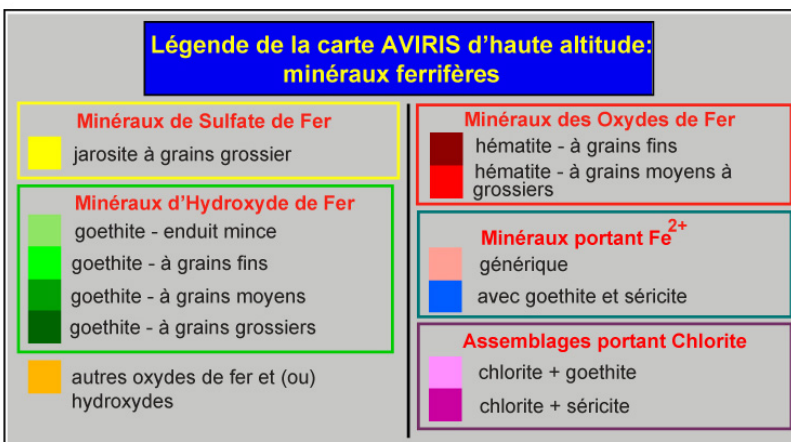 Légende de la carte AVIRIS d'haute altitude:
minéraux ferrifères
Minéraux de Sulfate de Fer
jarosite à grains grossier
Minéraux d'Hydroxyde de Fer
goethite - enduit mince
goethite - à grains fins
goethite - à grains moyens
goethite - à grains grossiers
autres oxydes de fer et (ou)
hydroxydes
Minéraux des Oxydes de Fer
hématite - à grains fins
hématite - à grains moyens à
grossiers
Minéraux portant Fe2+
générique
avec goethite et séricite
Assemblages portant Chlorite
chlorite + goethite
chlorite + séricite